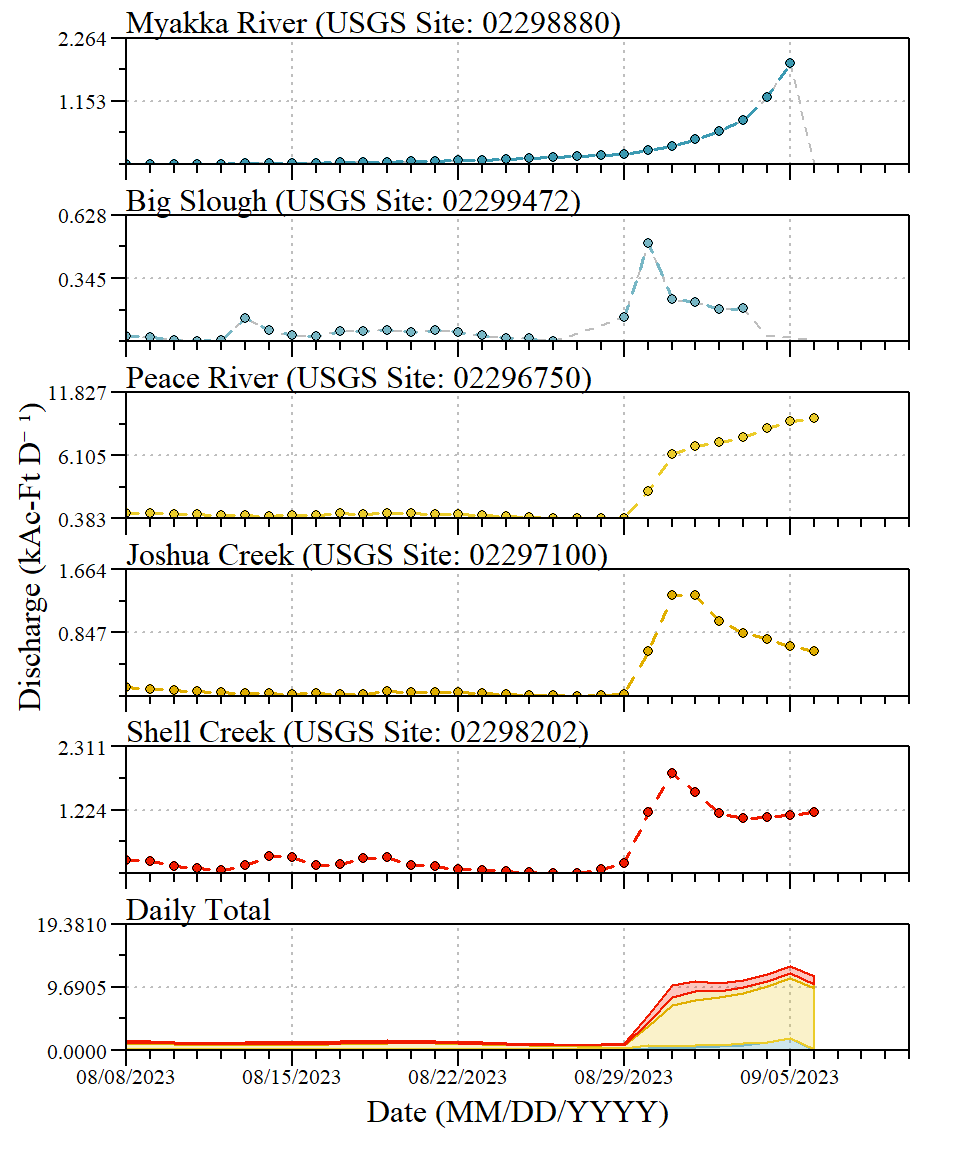 Myakka River (USGS Site: 02298880)
2.264
1.153
Big Slough (USGS Site: 02299472)
0.628
0.345
Peace River (USGS Site: 02296750)
11.827
6.105
0.383
Joshua Creek (USGS Site: 02297100)
1.664
0.847
Shell Creek (USGS Site: 02298202)
2.311
1.224
Daily Total
19.3810
9.6905
0.0000
Discharge (kAc-Ft D⁻¹)
08/08/2023 08/15/2023 08/22/2023 08/29/2023 09/05/2023
Date (MM/DD/YYYY)